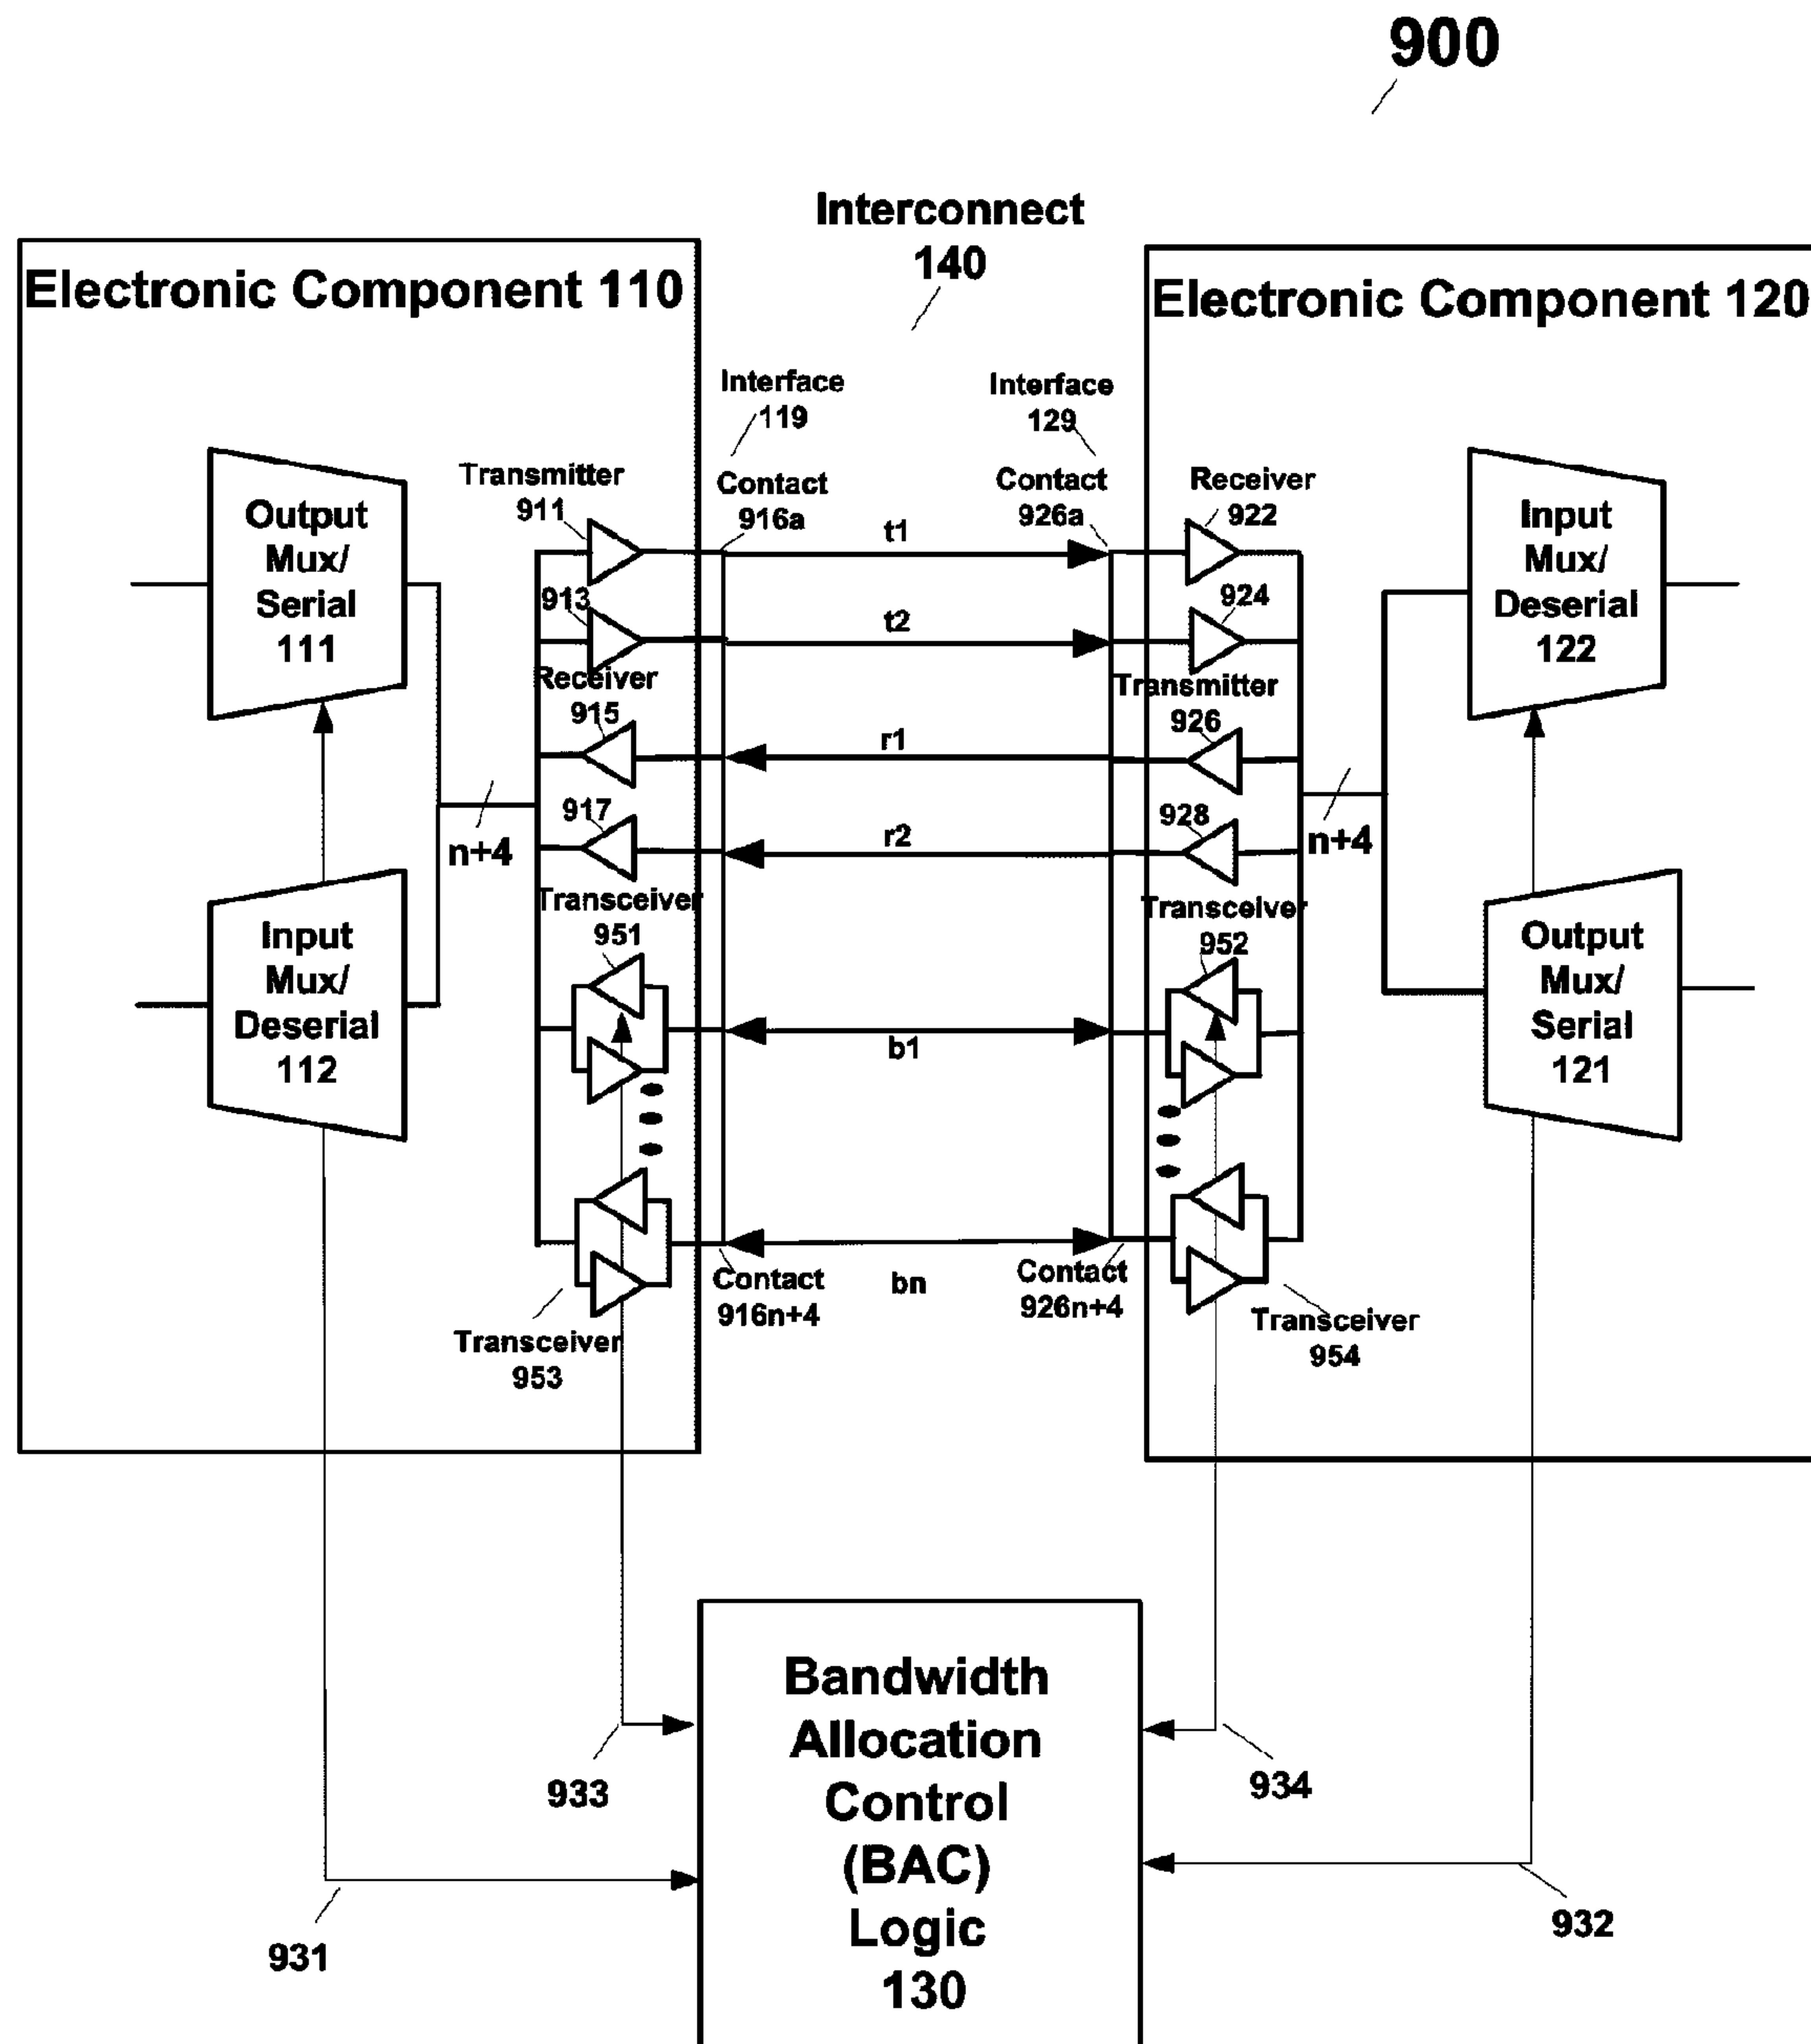 900
Interconnect
140
Electronic Component 110
Electronic Component 120
Interface
119
Interface
129
Transmitter
911
Contact
916a
Contact
926a
Receiver
922
t1
Output
Mux/
Serial
111
Input
Mux/
Deserial
122
913
924
t2
Receiver
915
Transmitter
926
r1
917
928
r2
n+4
n+4
Transceiver
951
Transceiver
952
Input
Mux/
Deserial
112
Output
Mux/
Serial
121
b1
Contact
916n+4
bn
Contact
926n+4
Transceiver
953
Transceiver
954
Bandwidth
Allocation
Control
(BAC)
Logic
130
933
934
931
932